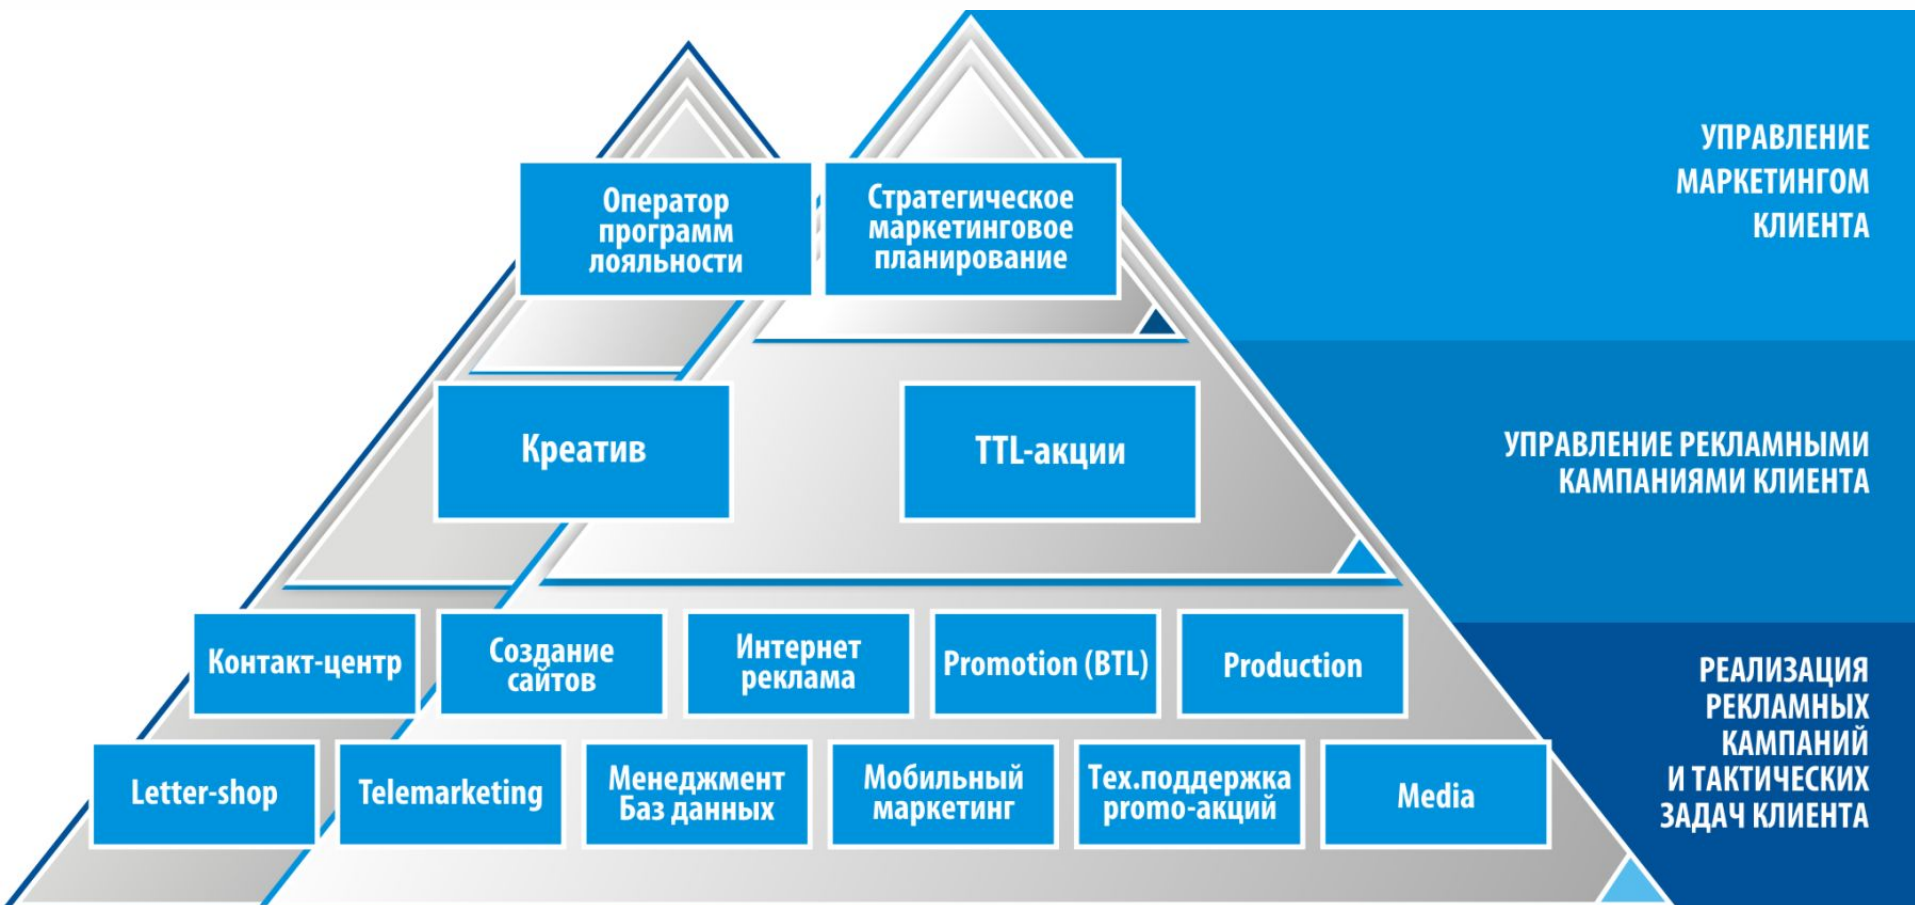 УПРАВЛЕНИЕ
МАРКЕТИНГОМ
КЛИЕНТА
Оператор
программ
лояльности
Стратегическое
маркетинговое
планирование
УПРАВЛЕНИЕ РЕКЛАМНЫМИ
КАМПАНИЯМИ КЛИЕНТА
Креатив
TTL-акции
РЕАЛИЗАЦИЯ
РЕКЛАМНЫХ
КАМПАНИЙ
И ТАКТИЧЕСКИХ
ЗАДАЧ КЛИЕНТА
Контакт-центр
Создание
сайтов
Интернет
реклама
Promotion (BTL)
Production
Letter-shop
Telemarketing
Менеджмент
Баз данных
Мобильный
маркетинг
Тех.поддержка
promo-акций
Media